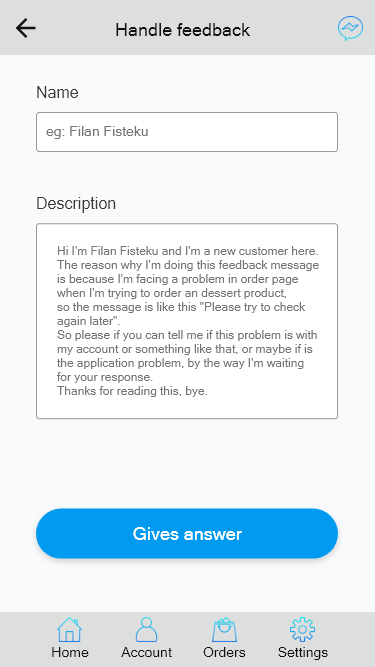 Handle feedback
Name
eg: Filan Fisteku
Description
Hi I'm Filan Fisteku and I'm a new customer here.
The reason why I'm doing this feedback message
is because I'm facing a problem in order page
when I'm trying to order an dessert product,
so the message is like this "Please try to check
again later".
So please if you can tell me if this problem is with
my account or something like that, or maybe if is
the application problem, by the way I'm waiting
for your response.
Thanks for reading this, bye.
Gives answer
Home Account Orders Settings